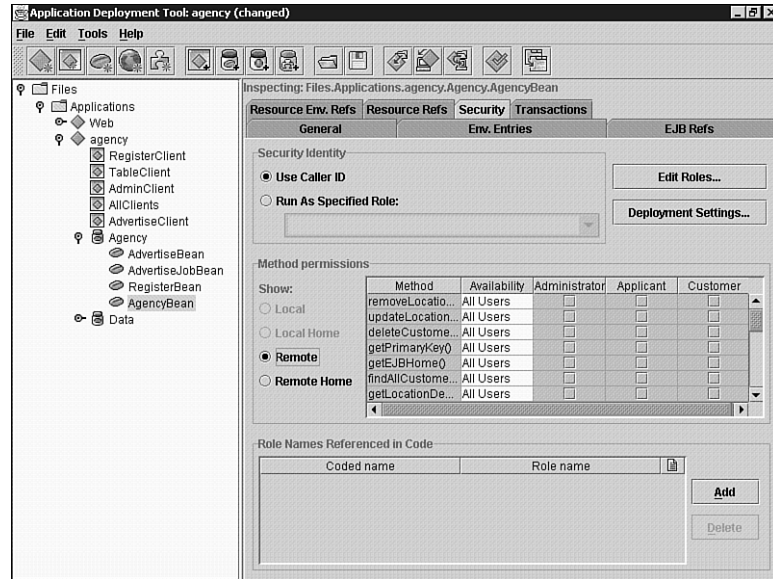 Application Deployment Tool: agency (changed)
File Edit Tools Help
Files
Applications
Web
agency
RegisterClient
TableClient
AdminClient
AllClients
AdvertiseClient
Agency
AdvertiseBean
AdvertiseJobBean
RegisterBean
AgencyBean
Data
Inspecting: Files.Applications.agency.Agency.AgencyBean
Resource Env. Refs Resource Refs Security Transactions
General Env. Entries EJB Refs
Security Identity
Use Caller ID
Run As Specified Role:
Edit Roles...
Deployment Settings...
Method permissions
Show:
Local
Local Home
Remote
Remote Home
Method Availability Administrator Applicant Customer
removeLocatio... All Users
updateLocation... All Users
deleteCustome... All Users
getPrimaryKey() All Users
getEJBHome() All Users
findAllCustome... All Users
getLocationDe... All Users
Role Names Referenced in Code
Coded name Role name
Add
Delete